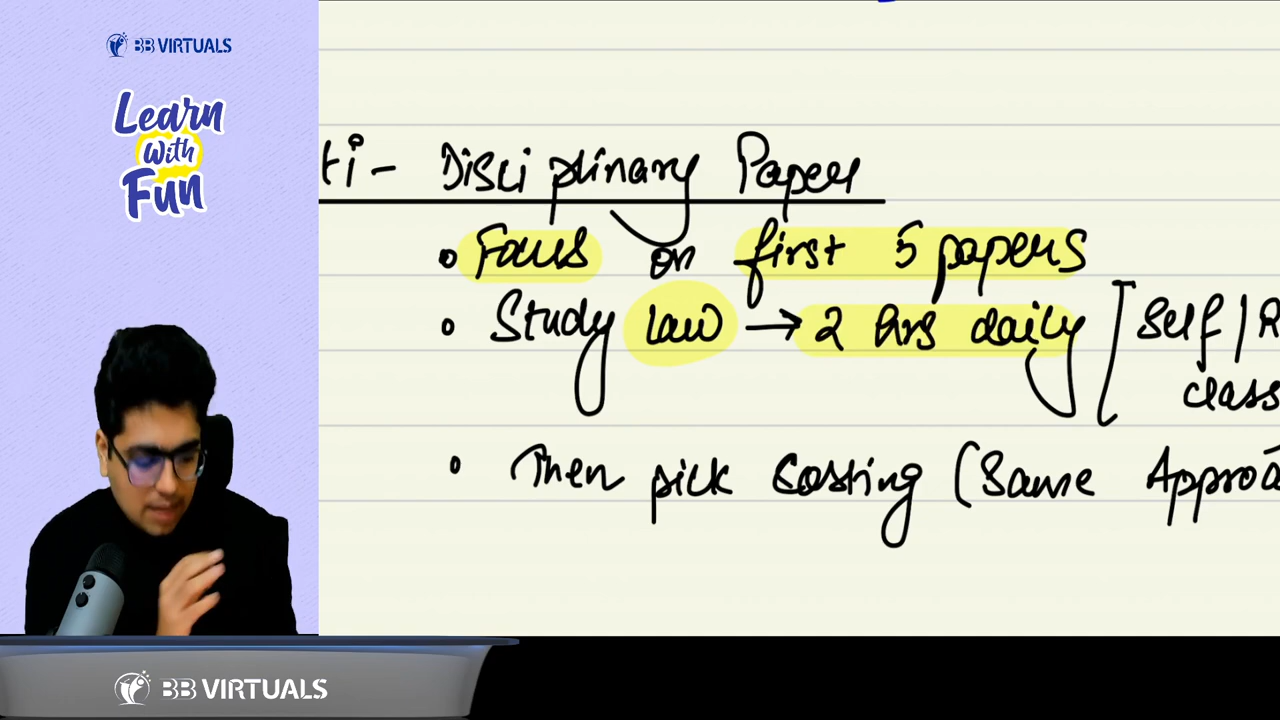 BB VIRTUALS
Learn
With
Fun
ti - Disciplinary Paper
• Focus on first 5 papers
• Study law → 2 hrs daily [Self/R
class
• Then pick Costing (Same Approa
BB VIRTUALS